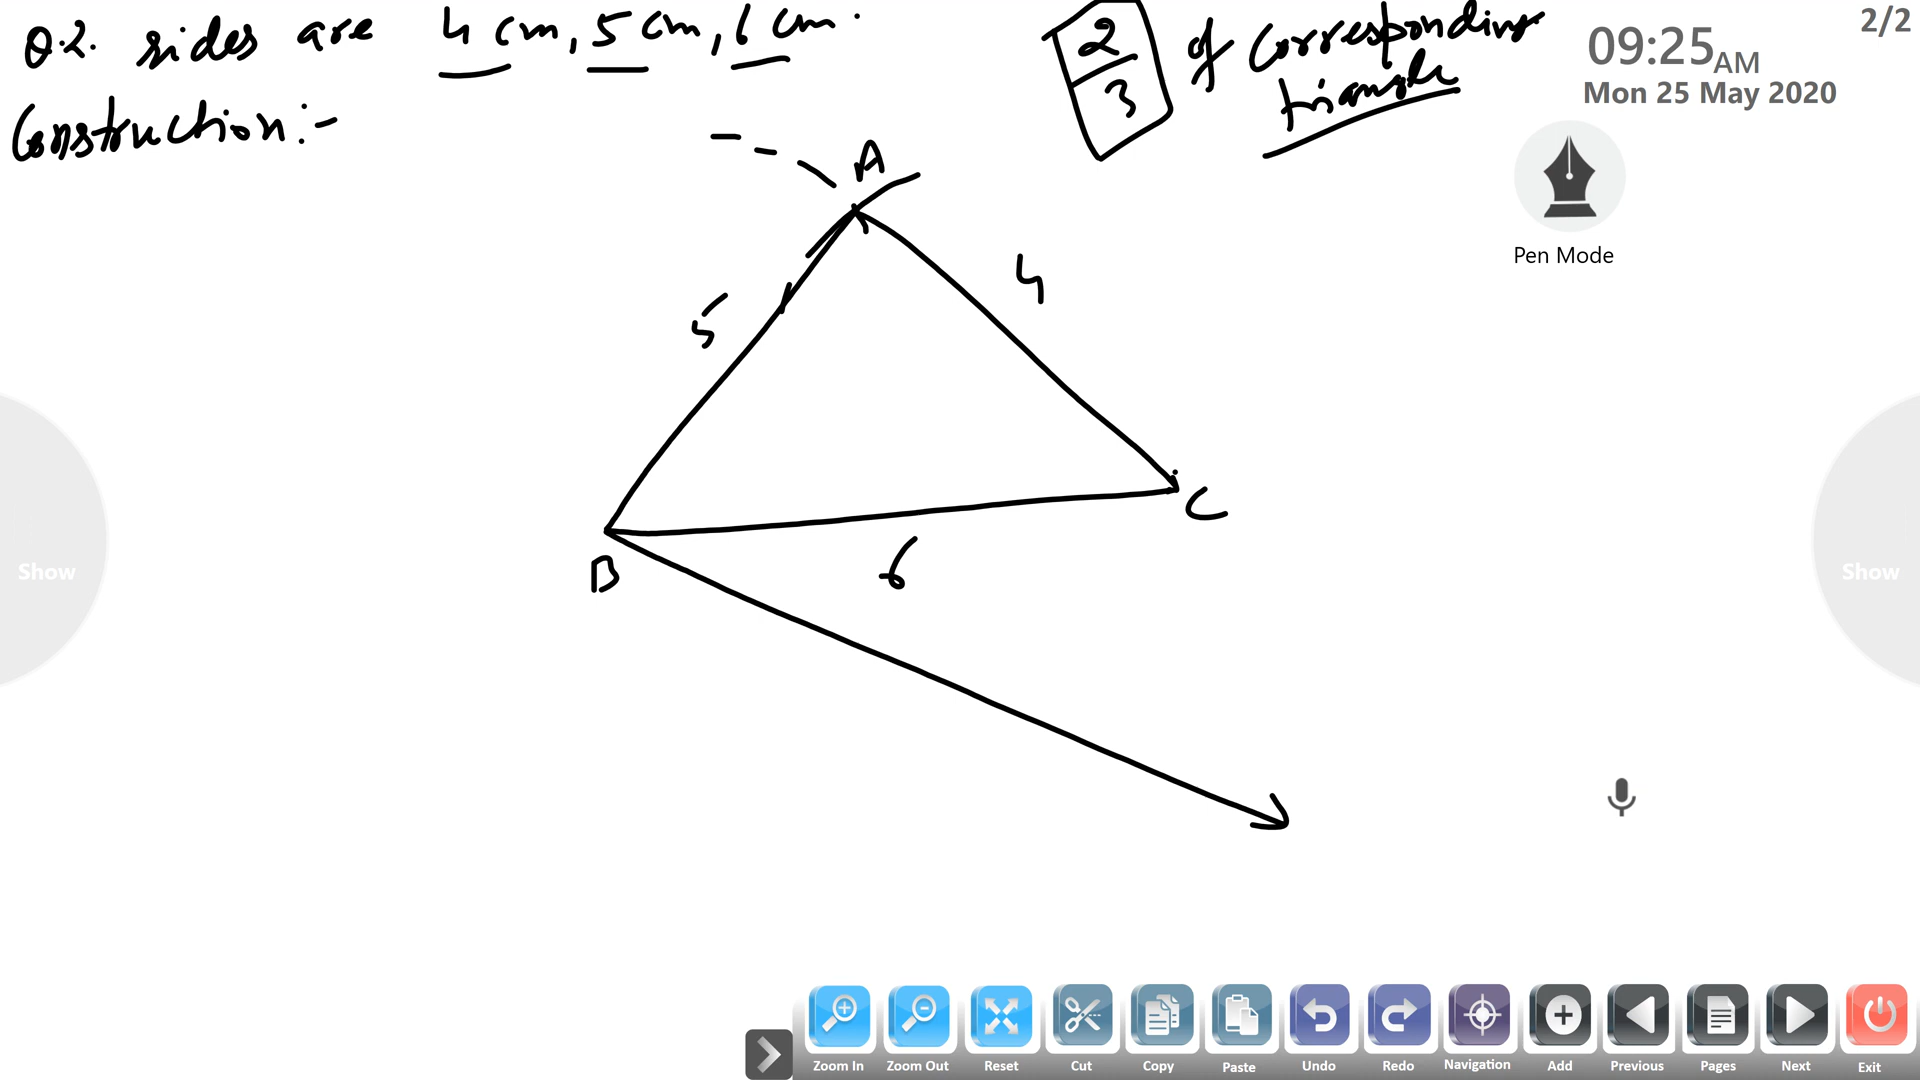 Q.2. sides are 4 cm, 5 cm, 6 cm.
2/3 of corresponding
triangle
Construction:-
2/2
09:25 AM
Mon 25 May 2020
Pen Mode
A
5
4
B
6
C
Show
Show
Zoom In Zoom Out Reset Cut Copy Paste Undo Redo Navigation Add Previous Pages Next Exit